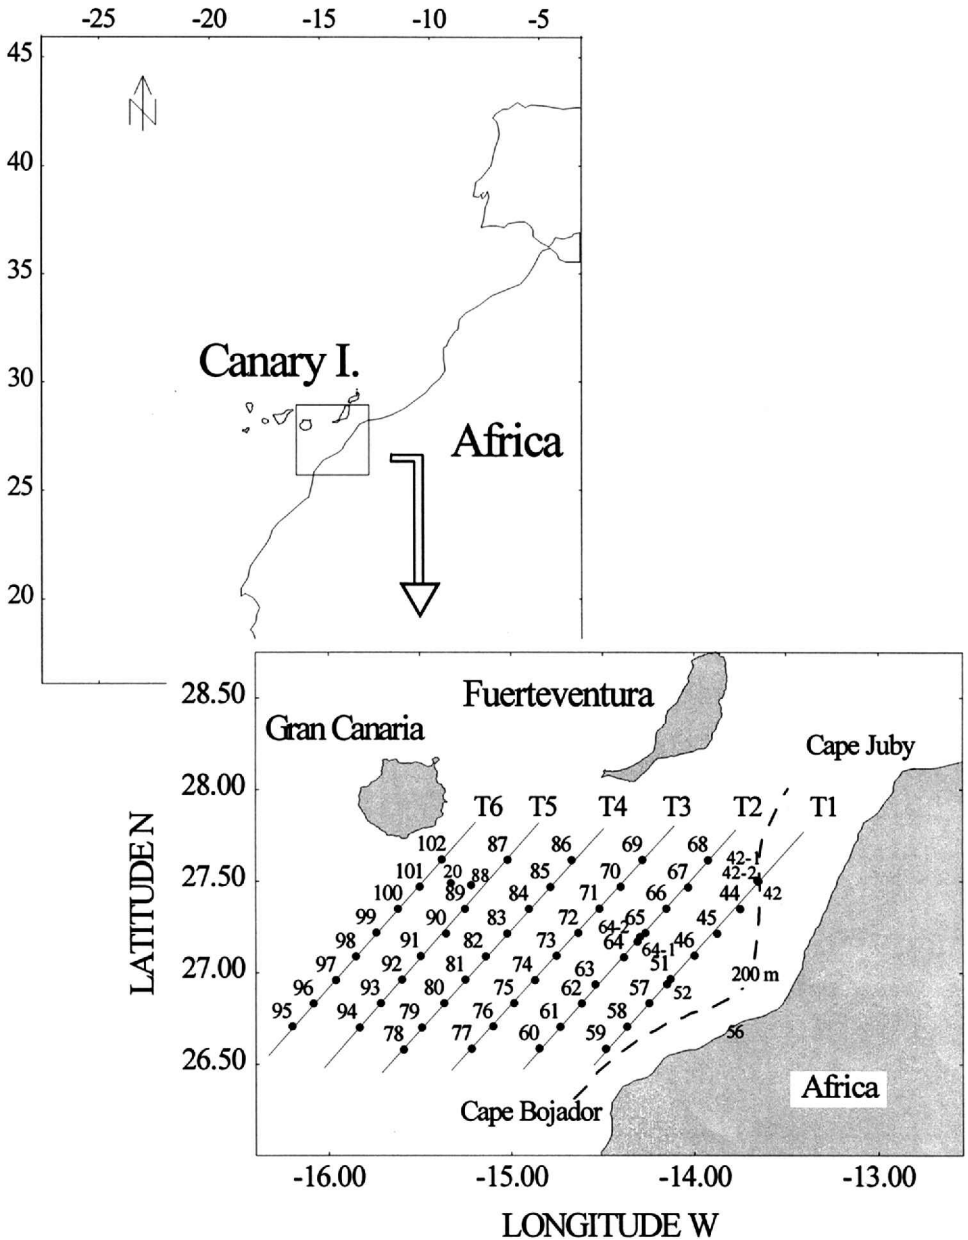 -25 -20 -15 -10 -5
45
N
40
35
Canary I.
30
Africa
25
20
28.50
Fuerteventura
Gran Canaria
Cape Juby
28.00
T6 T5 T4 T3 T2 T1
102 87 86 69 68 42-1
101 20 88 85 70 67 42-2
27.50
100 89 84 71 66 44 42
99 90 83 72 64-2 65 45
98 91 82 73 64 64-1 46
97 92 81 74 63 51
27.00
200 m
96 93 80 75 62 57 52
95 94 79 76 61 58
78 77 60 59 56
26.50
Africa
Cape Bojador
-16.00 -15.00 -14.00 -13.00
LONGITUDE W
LATITUDE N